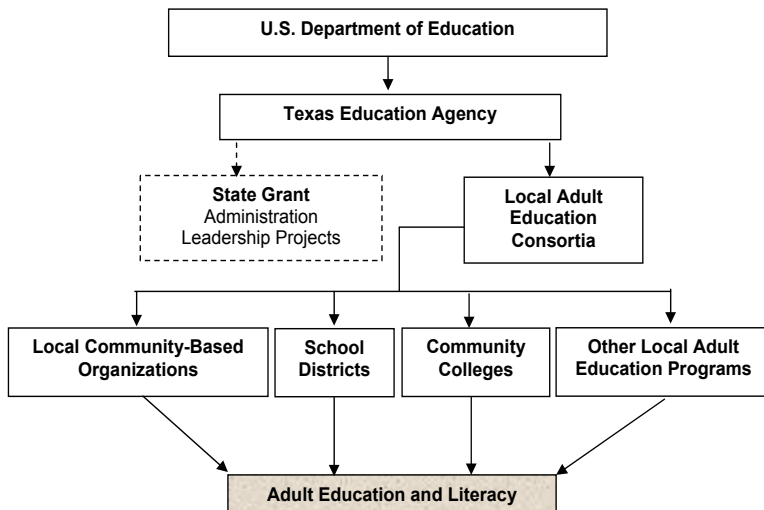 U.S. Department of Education
Texas Education Agency
State Grant
Administration
Leadership Projects
Local Adult
Education
Consortia
Local Community-Based
Organizations
School
Districts
Community
Colleges
Other Local Adult
Education Programs
Adult Education and Literacy